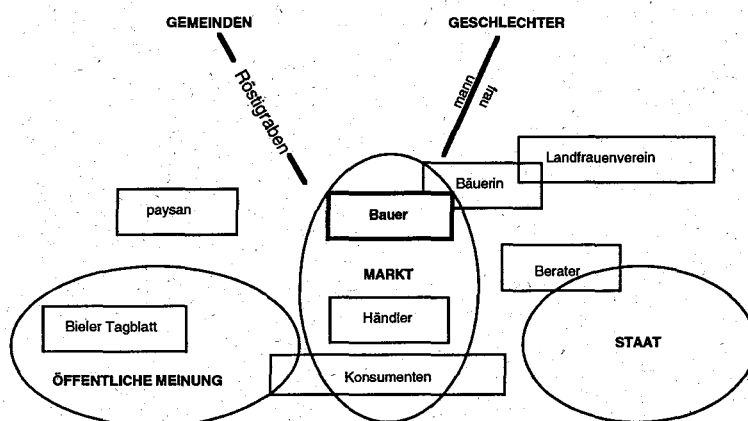 GEMEINDEN
GESCHLECHTER
Röstigraben
mann
frau
Landfrauenverein
Bäuerin
paysan
Bauer
MARKT
Berater
Bieler Tagblatt
Händler
STAAT
ÖFFENTLICHE MEINUNG
Konsumenten